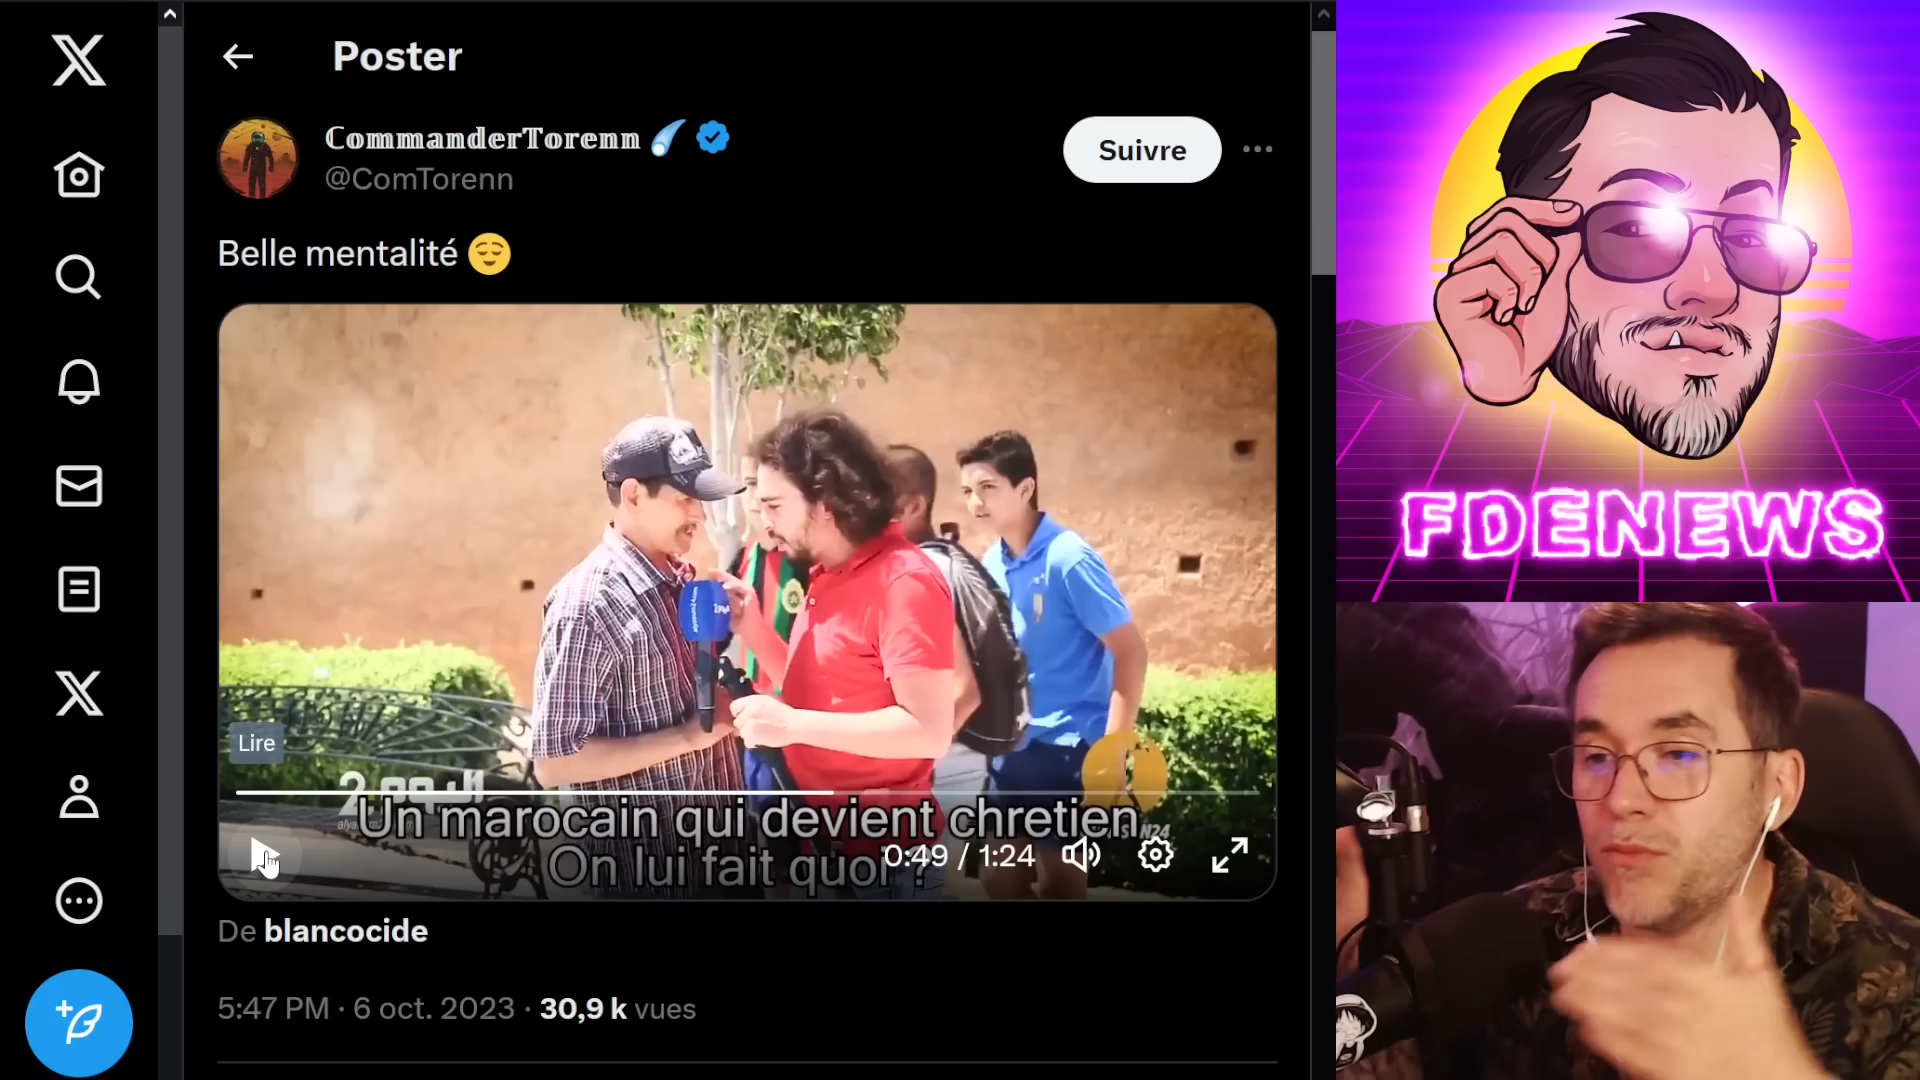 Poster
CommanderTorenn
@ComTorenn
Suivre
Belle mentalité
Lire
Un marocain qui devient chretien
On lui fait quoi ?
0:49 / 1:24
De blancocide
5:47 PM · 6 oct. 2023 · 30,9 k vues
FDENEWS